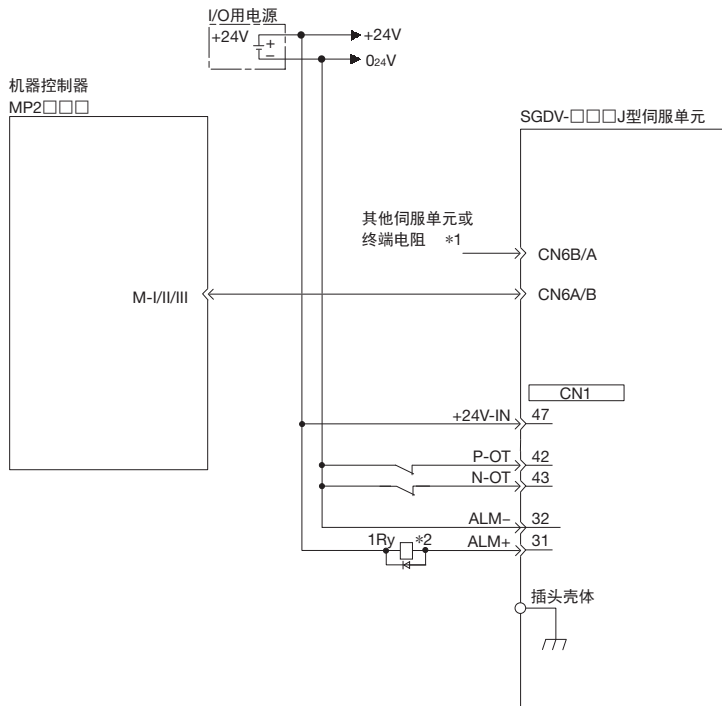 I/O用电源
+24V
+
−
+24V
024V
机器控制器
MP2□□□
SGDV-□□□J型伺服单元
其他伺服单元或
终端电阻 *1
CN6B/A
M-I/II/III
CN6A/B
CN1
+24V-IN
47
P-OT
42
N-OT
43
ALM−
32
1Ry
*2
ALM+
31
插头壳体